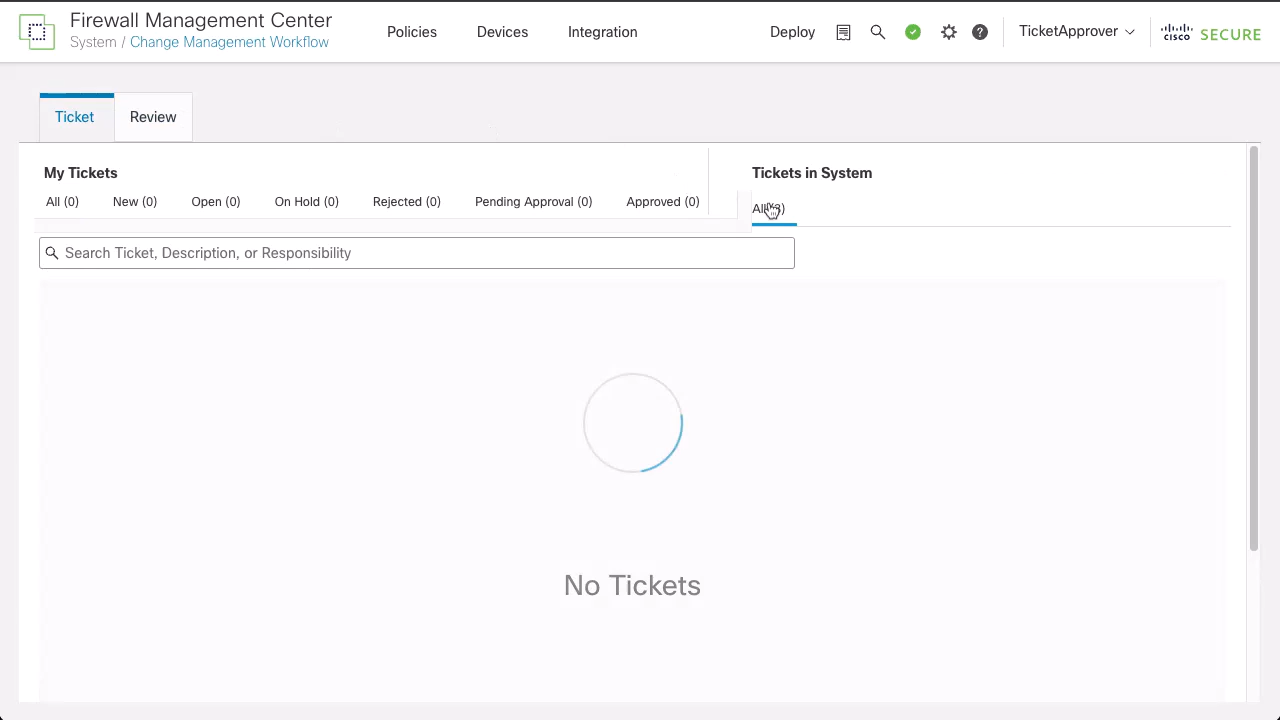 Firewall Management Center
System / Change Management Workflow
Policies
Devices
Integration
Deploy
TicketApprover
cisco SECURE
Ticket
Review
My Tickets
Tickets in System
All (0)
New (0)
Open (0)
On Hold (0)
Rejected (0)
Pending Approval (0)
Approved (0)
Search Ticket, Description, or Responsibility
No Tickets